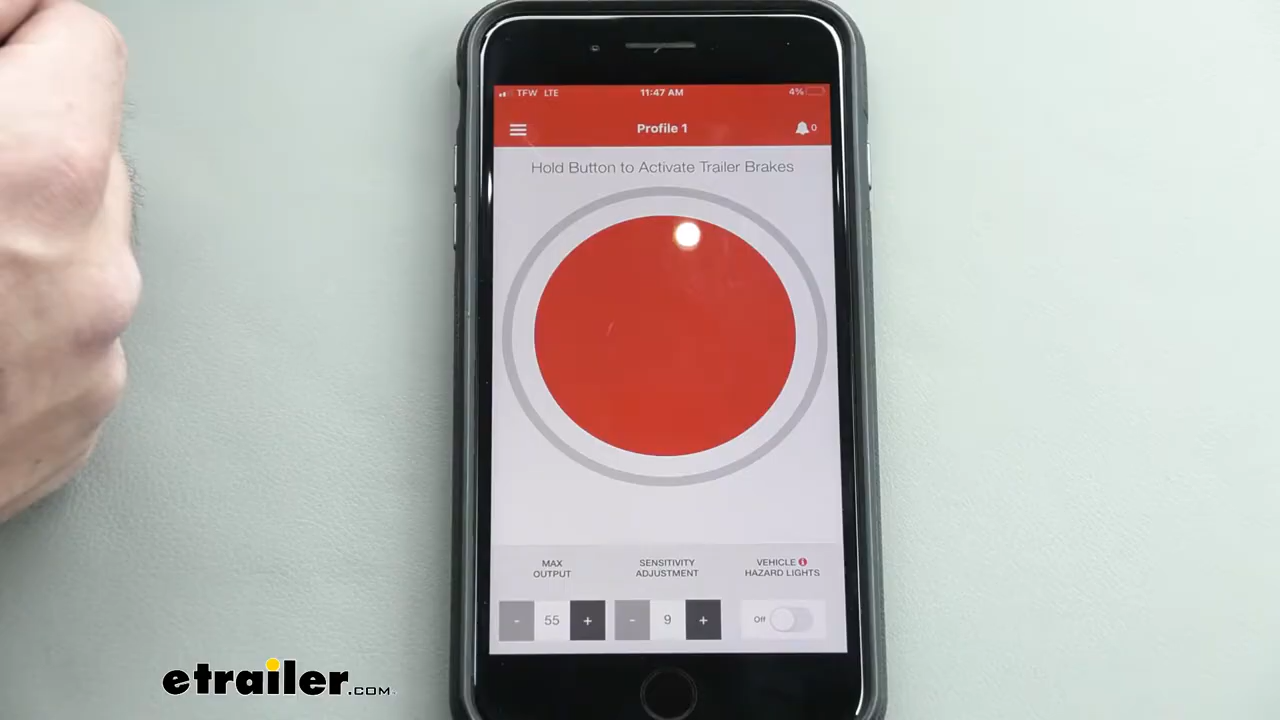 TFW LTE 11:47 AM 4%
Profile 1 0
Hold Button to Activate Trailer Brakes
MAX OUTPUT
SENSITIVITY ADJUSTMENT
VEHICLE HAZARD LIGHTS
- 55 + - 9 + Off
etrailer.COM